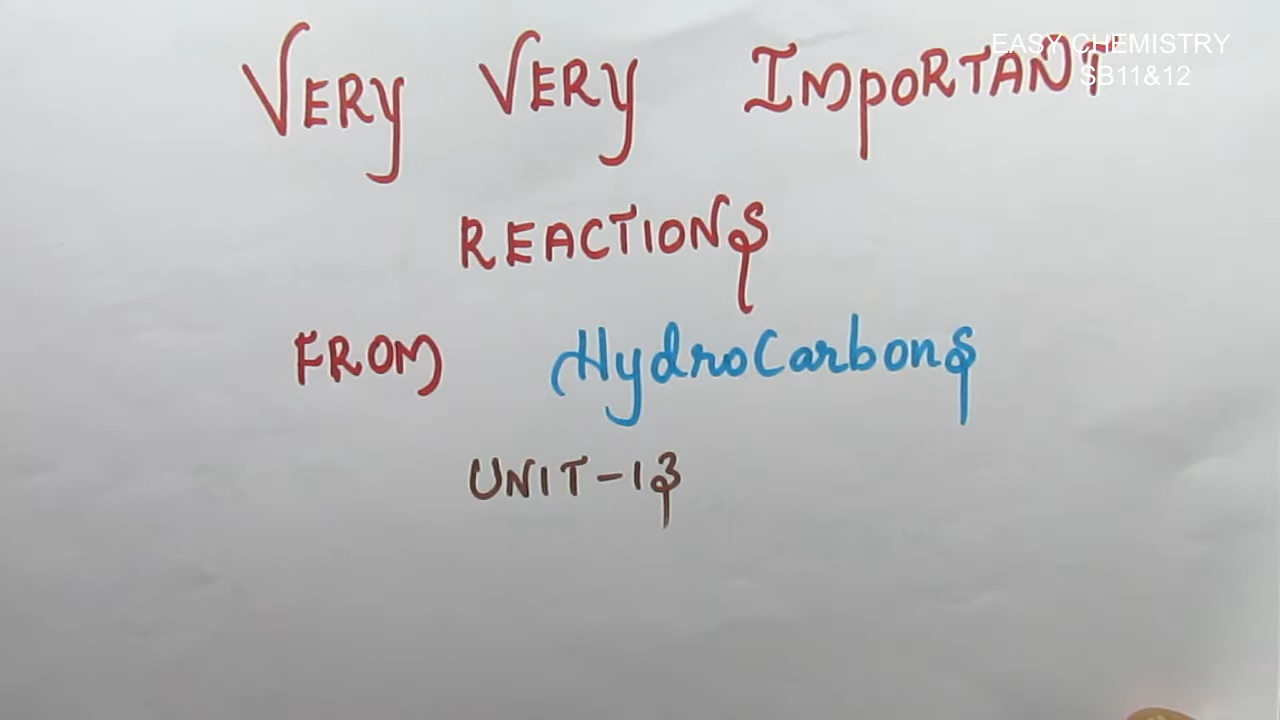 EASY CHEMISTRY
SB11&12
VERY VERY IMPORTANT
REACTIONS
FROM HydroCarbons
UNIT-13